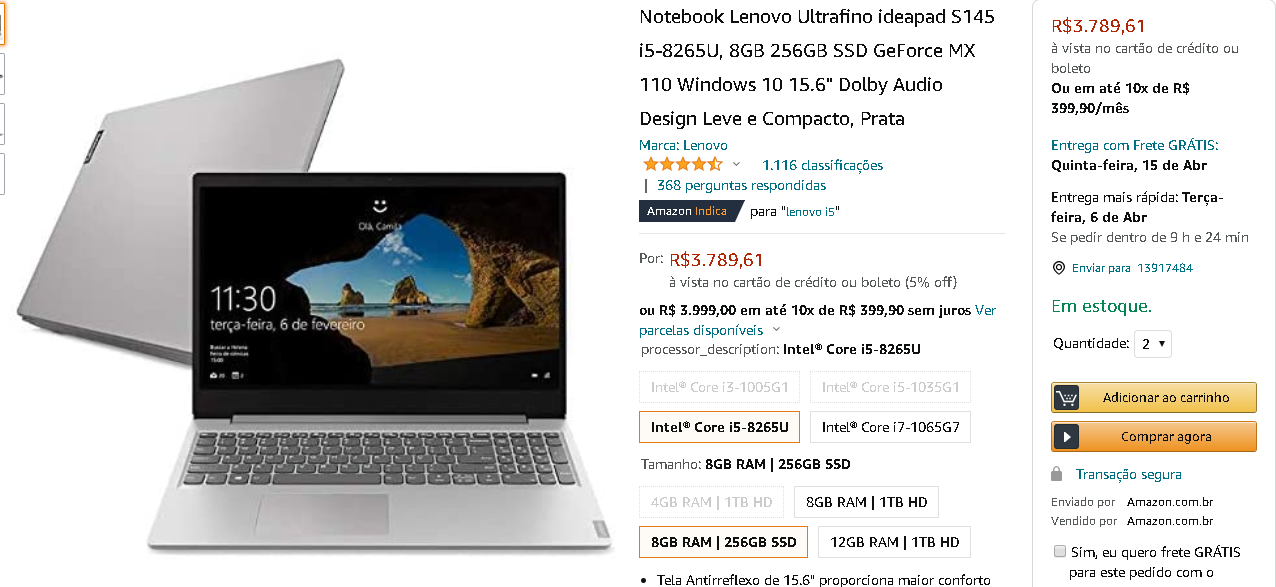 Notebook Lenovo Ultrafino ideapad S145
i5-8265U, 8GB 256GB SSD GeForce MX
110 Windows 10 15.6" Dolby Audio
Design Leve e Compacto, Prata
Marca: Lenovo
1.116 classificações
| 368 perguntas respondidas
Amazon Indica para "lenovo i5"
Por: R$3.789,61
à vista no cartão de crédito ou boleto (5% off)
ou R$ 3.999,00 em até 10x de R$ 399,90 sem juros Ver
parcelas disponíveis
processor_description: Intel® Core i5-8265U
Intel® Core i3-1005G1
Intel® Core i5-1035G1
Intel® Core i5-8265U
Intel® Core i7-1065G7
Tamanho: 8GB RAM | 256GB SSD
4GB RAM | 1TB HD
8GB RAM | 1TB HD
8GB RAM | 256GB SSD
12GB RAM | 1TB HD
• Tela Antirreflexo de 15.6" proporciona maior conforto
R$3.789,61
à vista no cartão de crédito ou
boleto
Ou em até 10x de R$
399,90/mês
Entrega com Frete GRÁTIS:
Quinta-feira, 15 de Abr
Entrega mais rápida: Terça-
feira, 6 de Abr
Se pedir dentro de 9 h e 24 min
Enviar para 13917484
Em estoque.
Quantidade: 2
Adicionar ao carrinho
Comprar agora
Transação segura
Enviado por Amazon.com.br
Vendido por Amazon.com.br
Sim, eu quero frete GRÁTIS
para este pedido com o
Lenovo
Olá, Camila
11:30
terça-feira, 6 de fevereiro
Buscar a Helena
Feira de ciências
15:00